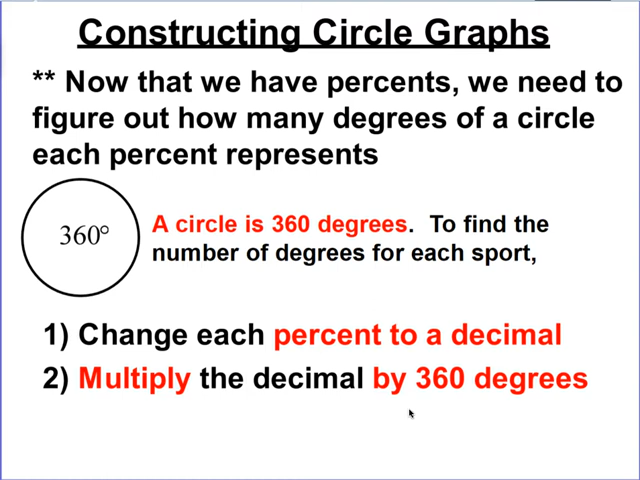 Constructing Circle Graphs
** Now that we have percents, we need to
figure out how many degrees of a circle
each percent represents
360°
A circle is 360 degrees. To find the
number of degrees for each sport,
1) Change each percent to a decimal
2) Multiply the decimal by 360 degrees